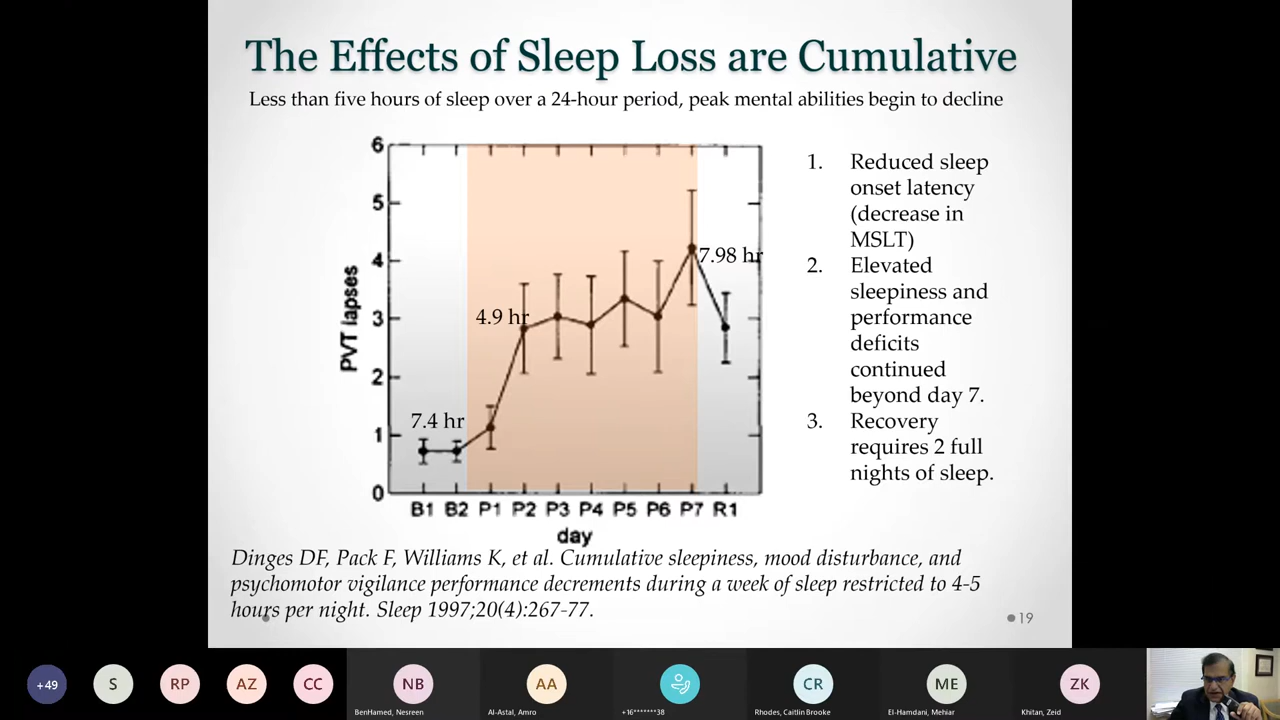 The Effects of Sleep Loss are Cumulative
Less than five hours of sleep over a 24-hour period, peak mental abilities begin to decline
6
5
4
3
2
1
0
PVT lapses
7.4 hr
4.9 hr
7.98 hr
B1 B2 P1 P2 P3 P4 P5 P6 P7 R1
day
1. Reduced sleep
onset latency
(decrease in
MSLT)
2. Elevated
sleepiness and
performance
deficits
continued
beyond day 7.
3. Recovery
requires 2 full
nights of sleep.
Dinges DF, Pack F, Williams K, et al. Cumulative sleepiness, mood disturbance, and
psychomotor vigilance performance decrements during a week of sleep restricted to 4-5
hours per night. Sleep 1997;20(4):267-77.
19
+49
S
RP
AZ
CC
NB
BenHamed, Nesreen
AA
Al-Astal, Amro
+16*******38
CR
Rhodes, Caitlin Brooke
ME
El-Hamdani, Mehiar
ZK
Khitan, Zeid